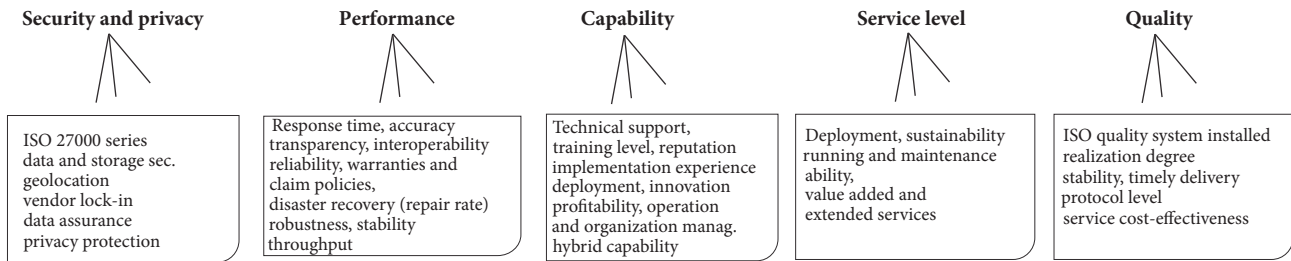 Security and privacy
ISO 27000 series
data and storage sec.
geolocation
vendor lock-in
data assurance
privacy protection
Performance
Response time, accuracy
transparency, interoperability
reliability, warranties and
claim policies,
disaster recovery (repair rate)
robustness, stability
throughput
Capability
Technical support,
training level, reputation
implementation experience
deployment, innovation
profitability, operation
and organization manag.
hybrid capability
Service level
Deployment, sustainability
running and maintenance
ability,
value added and
extended services
Quality
ISO quality system installed
realization degree
stability, timely delivery
protocol level
service cost-effectiveness